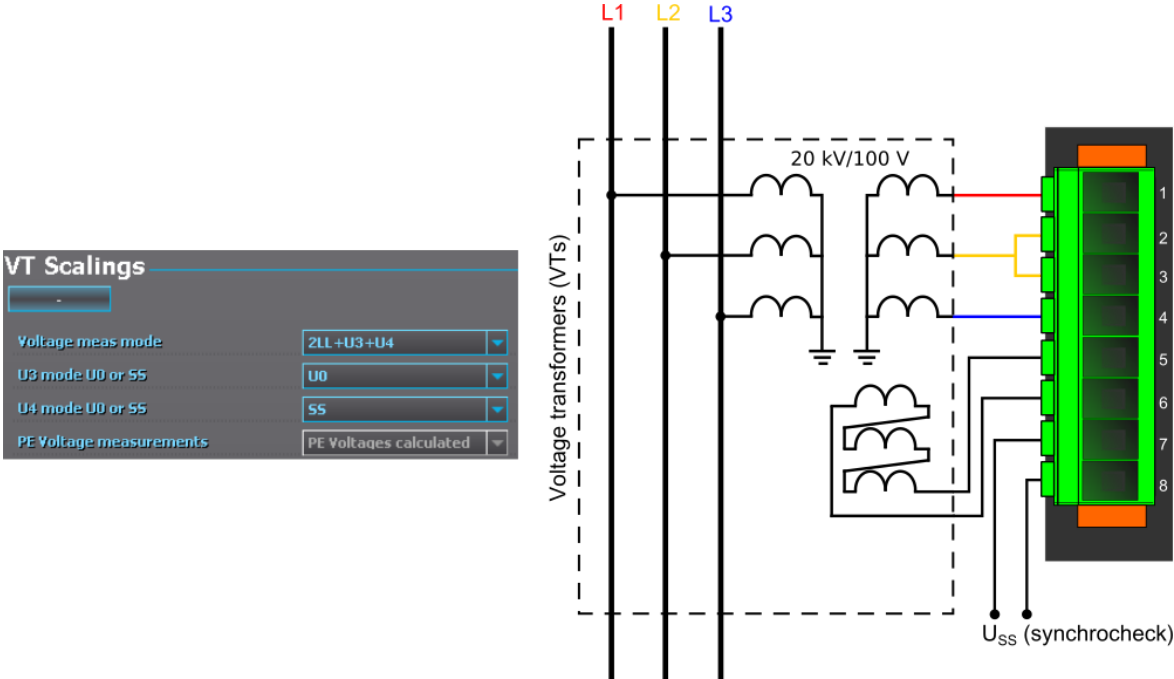 VT Scalings
-
Voltage meas mode
2LL+U3+U4
U3 mode U0 or SS
U0
U4 mode U0 or SS
SS
PE Voltage measurements
PE Voltages calculated
L1 L2 L3
20 kV/100 V
Voltage transformers (VTs)
1
2
3
4
5
6
7
8
USS (synchrocheck)